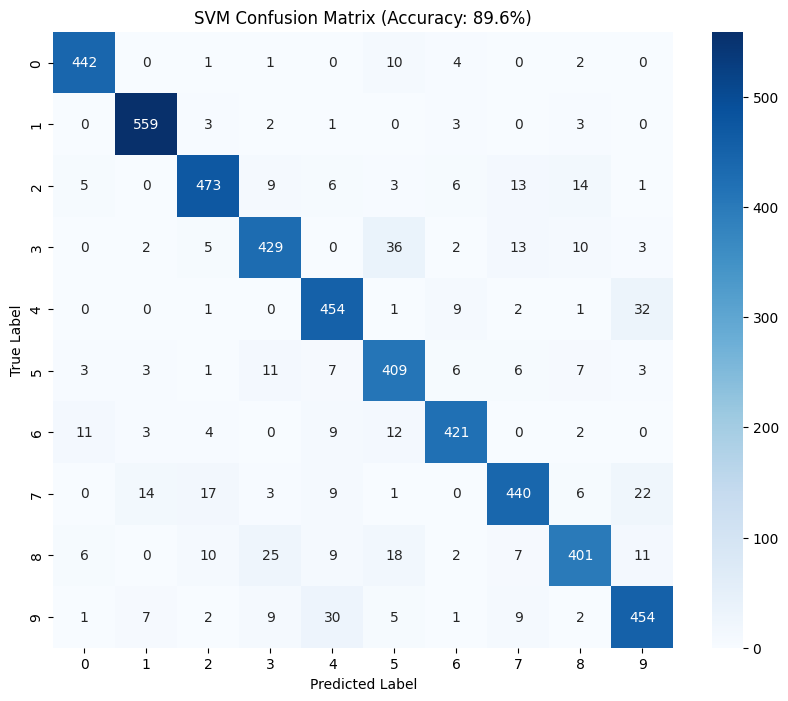 SVM Confusion Matrix (Accuracy: 89.6%)
0 442 0 1 1 0 10 4 0 2 0
1 0 559 3 2 1 0 3 0 3 0
2 5 0 473 9 6 3 6 13 14 1
3 0 2 5 429 0 36 2 13 10 3
4 0 0 1 0 454 1 9 2 1 32
5 3 3 1 11 7 409 6 6 7 3
6 11 3 4 0 9 12 421 0 2 0
7 0 14 17 3 9 1 0 440 6 22
8 6 0 10 25 9 18 2 7 401 11
9 1 7 2 9 30 5 1 9 2 454
0 1 2 3 4 5 6 7 8 9
Predicted Label
True Label
500
400
300
200
100
0